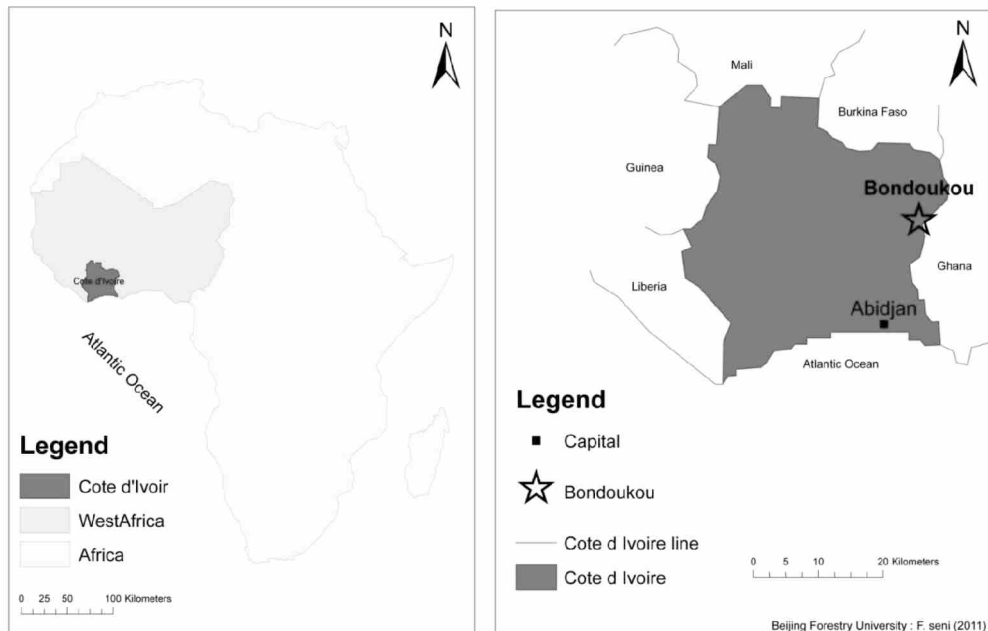 N
Cote d'Ivoire
Atlantic Ocean
Legend
Cote d'Ivoir
WestAfrica
Africa
0 25 50 100 Kilometers
N
Mali
Burkina Faso
Guinea
Bondoukou
Ghana
Liberia
Abidjan
Atlantic Ocean
Legend
Capital
Bondoukou
Cote d Ivoire line
Cote d Ivoire
0 5 10 20 Kilometers
Beijing Forestry University : F. seni (2011)